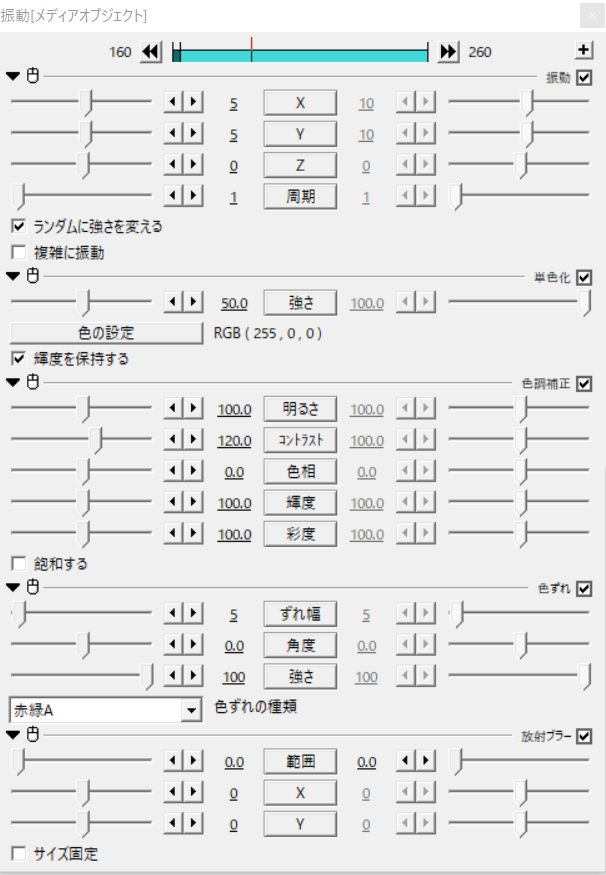 振動[メディアオブジェクト]
160 260
振動
5 X 10
5 Y 10
0 Z 0
1 周期 1
ランダムに強さを変える
複雑に振動
単色化
50.0 強さ 100.0
色の設定 RGB ( 255 , 0 , 0 )
輝度を保持する
色調補正
100.0 明るさ 100.0
120.0 コントラスト 100.0
0.0 色相 0.0
100.0 輝度 100.0
100.0 彩度 100.0
飽和する
色ずれ
5 ずれ幅 5
0.0 角度 0.0
100 強さ 100
赤緑A 色ずれの種類
放射ブラー
0.0 範囲 0.0
0 X 0
0 Y 0
サイズ固定